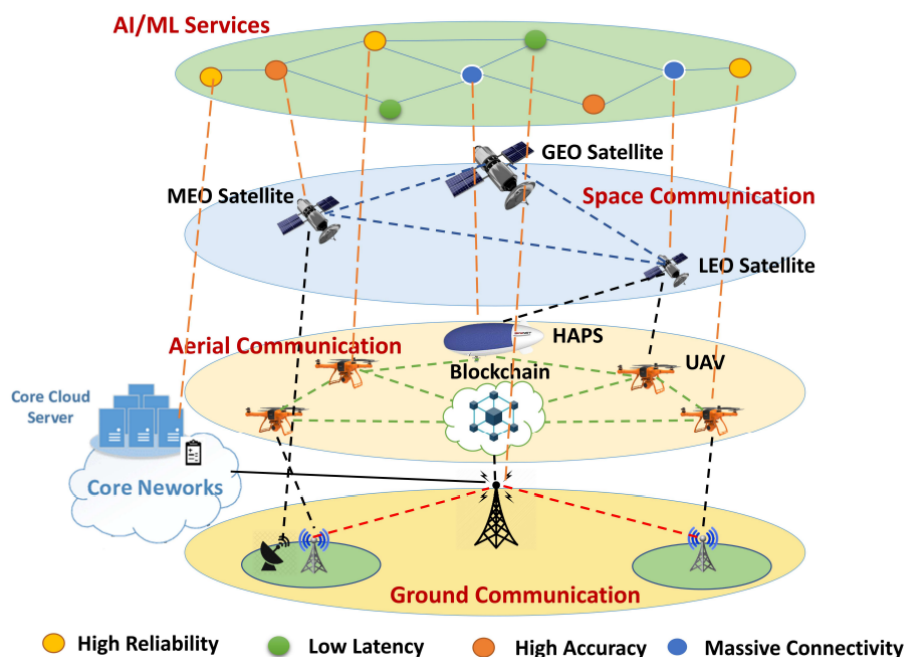 AI/ML Services
GEO Satellite
MEO Satellite
Space Communication
LEO Satellite
HAPS
Aerial Communication
UAV
Blockchain
Core Cloud
Server
Core Neworks
Ground Communication
High Reliability
Low Latency
High Accuracy
Massive Connectivity